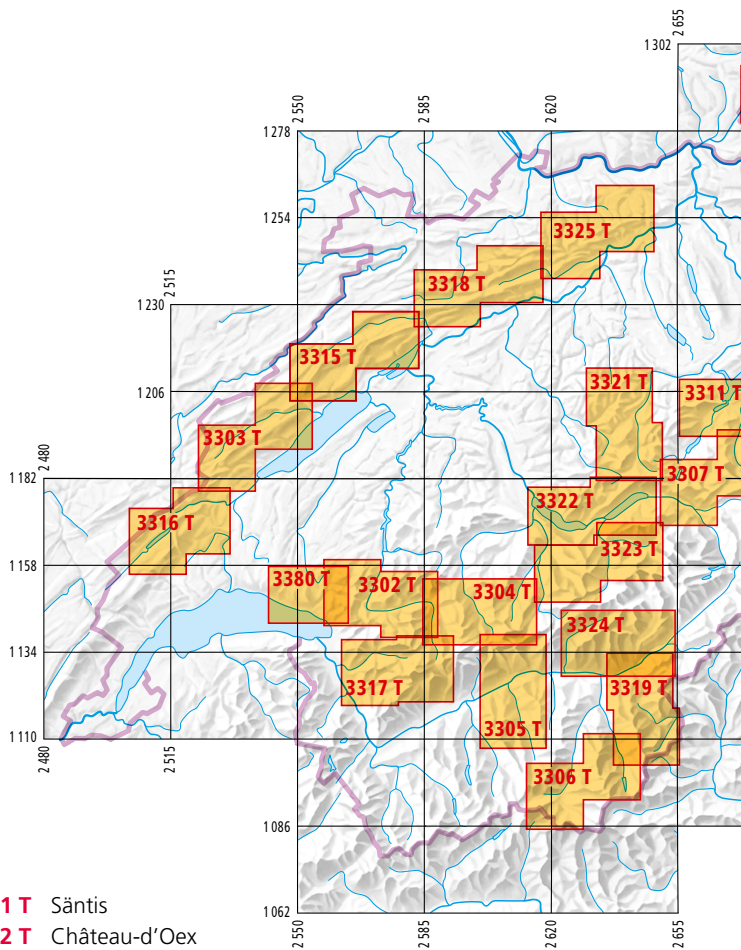 2 655
1 302
2 550
2 585
2 620
1 278
1 254
3325 T
2 515
3318 T
1 230
3315 T
3321 T
1 206
3311 T
3303 T
2 480
1 182
3307 T
3322 T
3316 T
3323 T
1 158
3380 T
3302 T
3304 T
3324 T
1 134
3317 T
3319 T
3305 T
1 110
2 480
2 515
3306 T
1 086
1 T Säntis
1 062
2 T Château-d'Oex
2 550
2 585
2 620
2 655